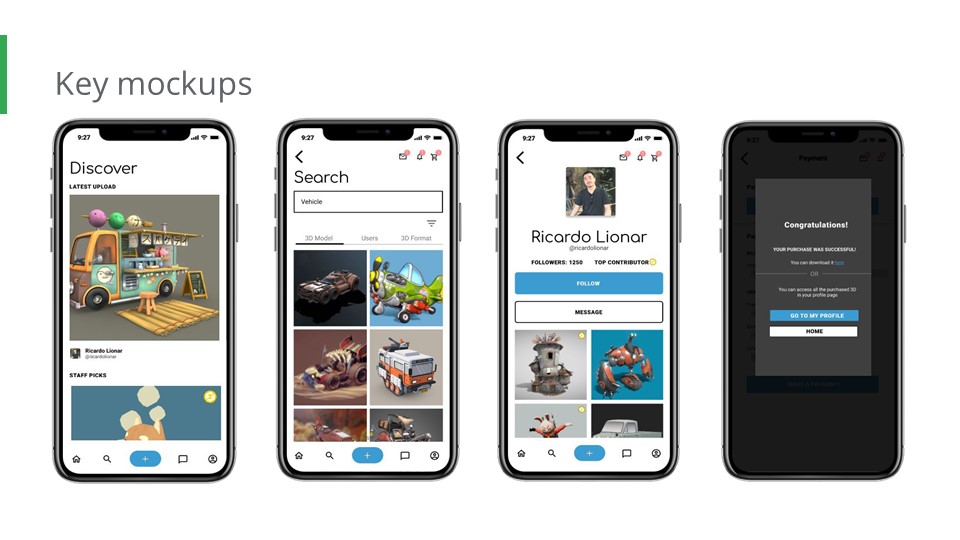 Key mockups
9:27
Discover
LATEST UPLOAD
Ricardo Lionar
@ricardolionar
STAFF PICKS
9:27
Search
Vehicle
3D Model Users 3D Format
9:27
Ricardo Lionar
@ricardolionar
FOLLOWERS: 1250 TOP CONTRIBUTOR
FOLLOW
MESSAGE
9:27
Payment
Congratulations!
YOUR PURCHASE WAS SUCCESSFUL!
You can download it here
OR
You can access all the purchased 3D
in your profile page
GO TO MY PROFILE
HOME